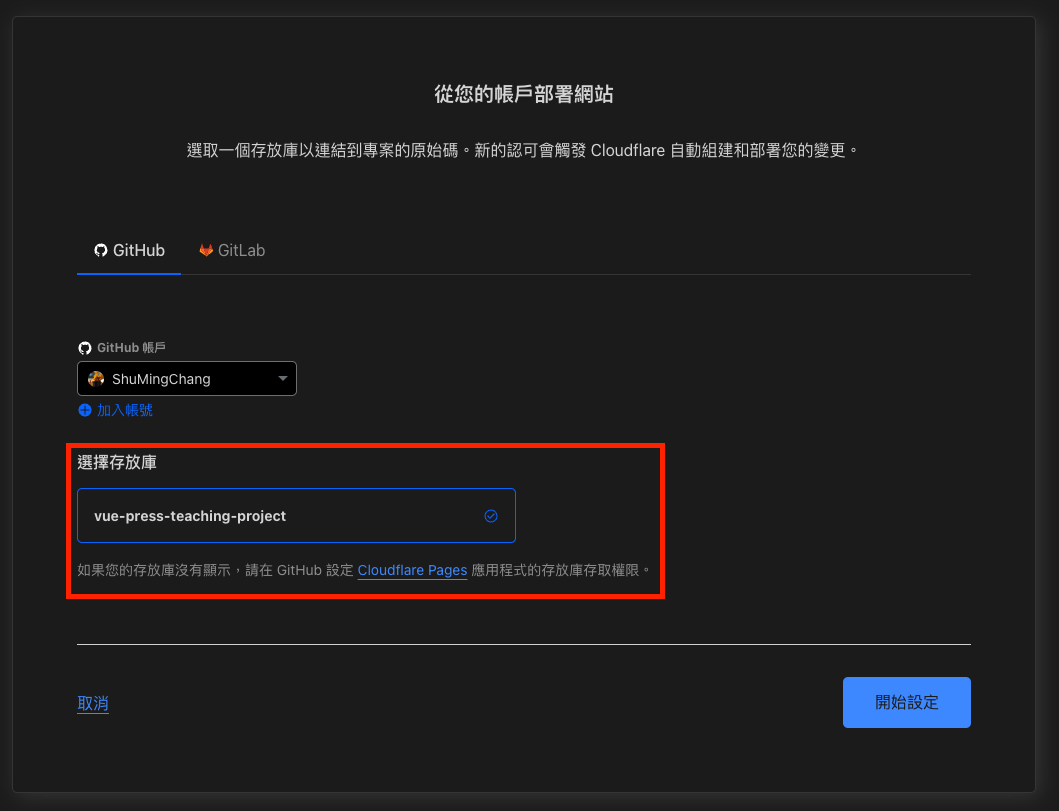 從您的帳戶部署網站
選取一個存放庫以連結到專案的原始碼。新的認可會觸發 Cloudflare 自動組建和部署您的變更。
GitHub GitLab
GitHub 帳戶
ShuMingChang
加入帳號
選擇存放庫
vue-press-teaching-project
如果您的存放庫沒有顯示，請在 GitHub 設定 Cloudflare Pages 應用程式的存放庫存取權限。
取消 開始設定